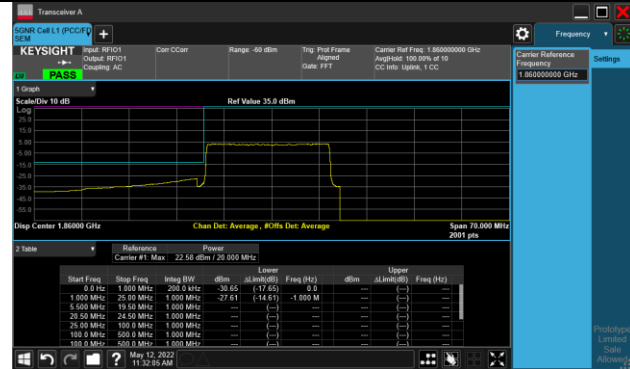 Transceiver A
5GNR Cell L1 (PCC/FD
SEM
Frequency
KEYSIGHT
Input: RFIO1
Output: RFIO1
Coupling: AC
Corr CCorr
Range: -60 dBm
Trig: Prot Frame
Aligned
Gate: FFT
Carrier Ref Freq: 1.860000000 GHz
Avg|Hold: 100.00% of 10
CC Info: Uplink, 1 CC
PASS
Carrier Reference
Frequency
1.860000000 GHz
Settings
1 Graph
Scale/Div 10 dB
Ref Value 35.0 dBm
Log
25.0
15.0
5.00
-5.00
-15.0
-25.0
-35.0
-45.0
-55.0
Disp Center 1.86000 GHz
Chan Det: Average , #Offs Det: Average
Span 70.000 MHz
2001 pts
2 Table
Reference Power
Carrier #1: Max 22.58 dBm / 20.000 MHz
Lower Upper
Start Freq Stop Freq Integ BW dBm ΔLimit(dB) Freq (Hz) dBm ΔLimit(dB) Freq (Hz)
0.0 Hz 1.000 MHz 200.0 kHz -30.65 (-17.65) 0.0 --- (---) ---
1.000 MHz 25.00 MHz 1.000 MHz -27.61 (-14.61) -1.000 M --- (---) ---
5.500 MHz 19.50 MHz 1.000 MHz --- (---) --- --- (---) ---
20.50 MHz 24.50 MHz 1.000 MHz --- (---) --- --- (---) ---
25.00 MHz 100.0 MHz 1.000 MHz --- (---) --- --- (---) ---
100.0 MHz 500.0 MHz 1.000 MHz --- (---) --- --- (---) ---
100.0 MHz 500.0 MHz 1.000 MHz --- (---) --- --- (---) ---
May 12, 2022
11:32:05 AM
Prototype
Limited
Sale
Allowed